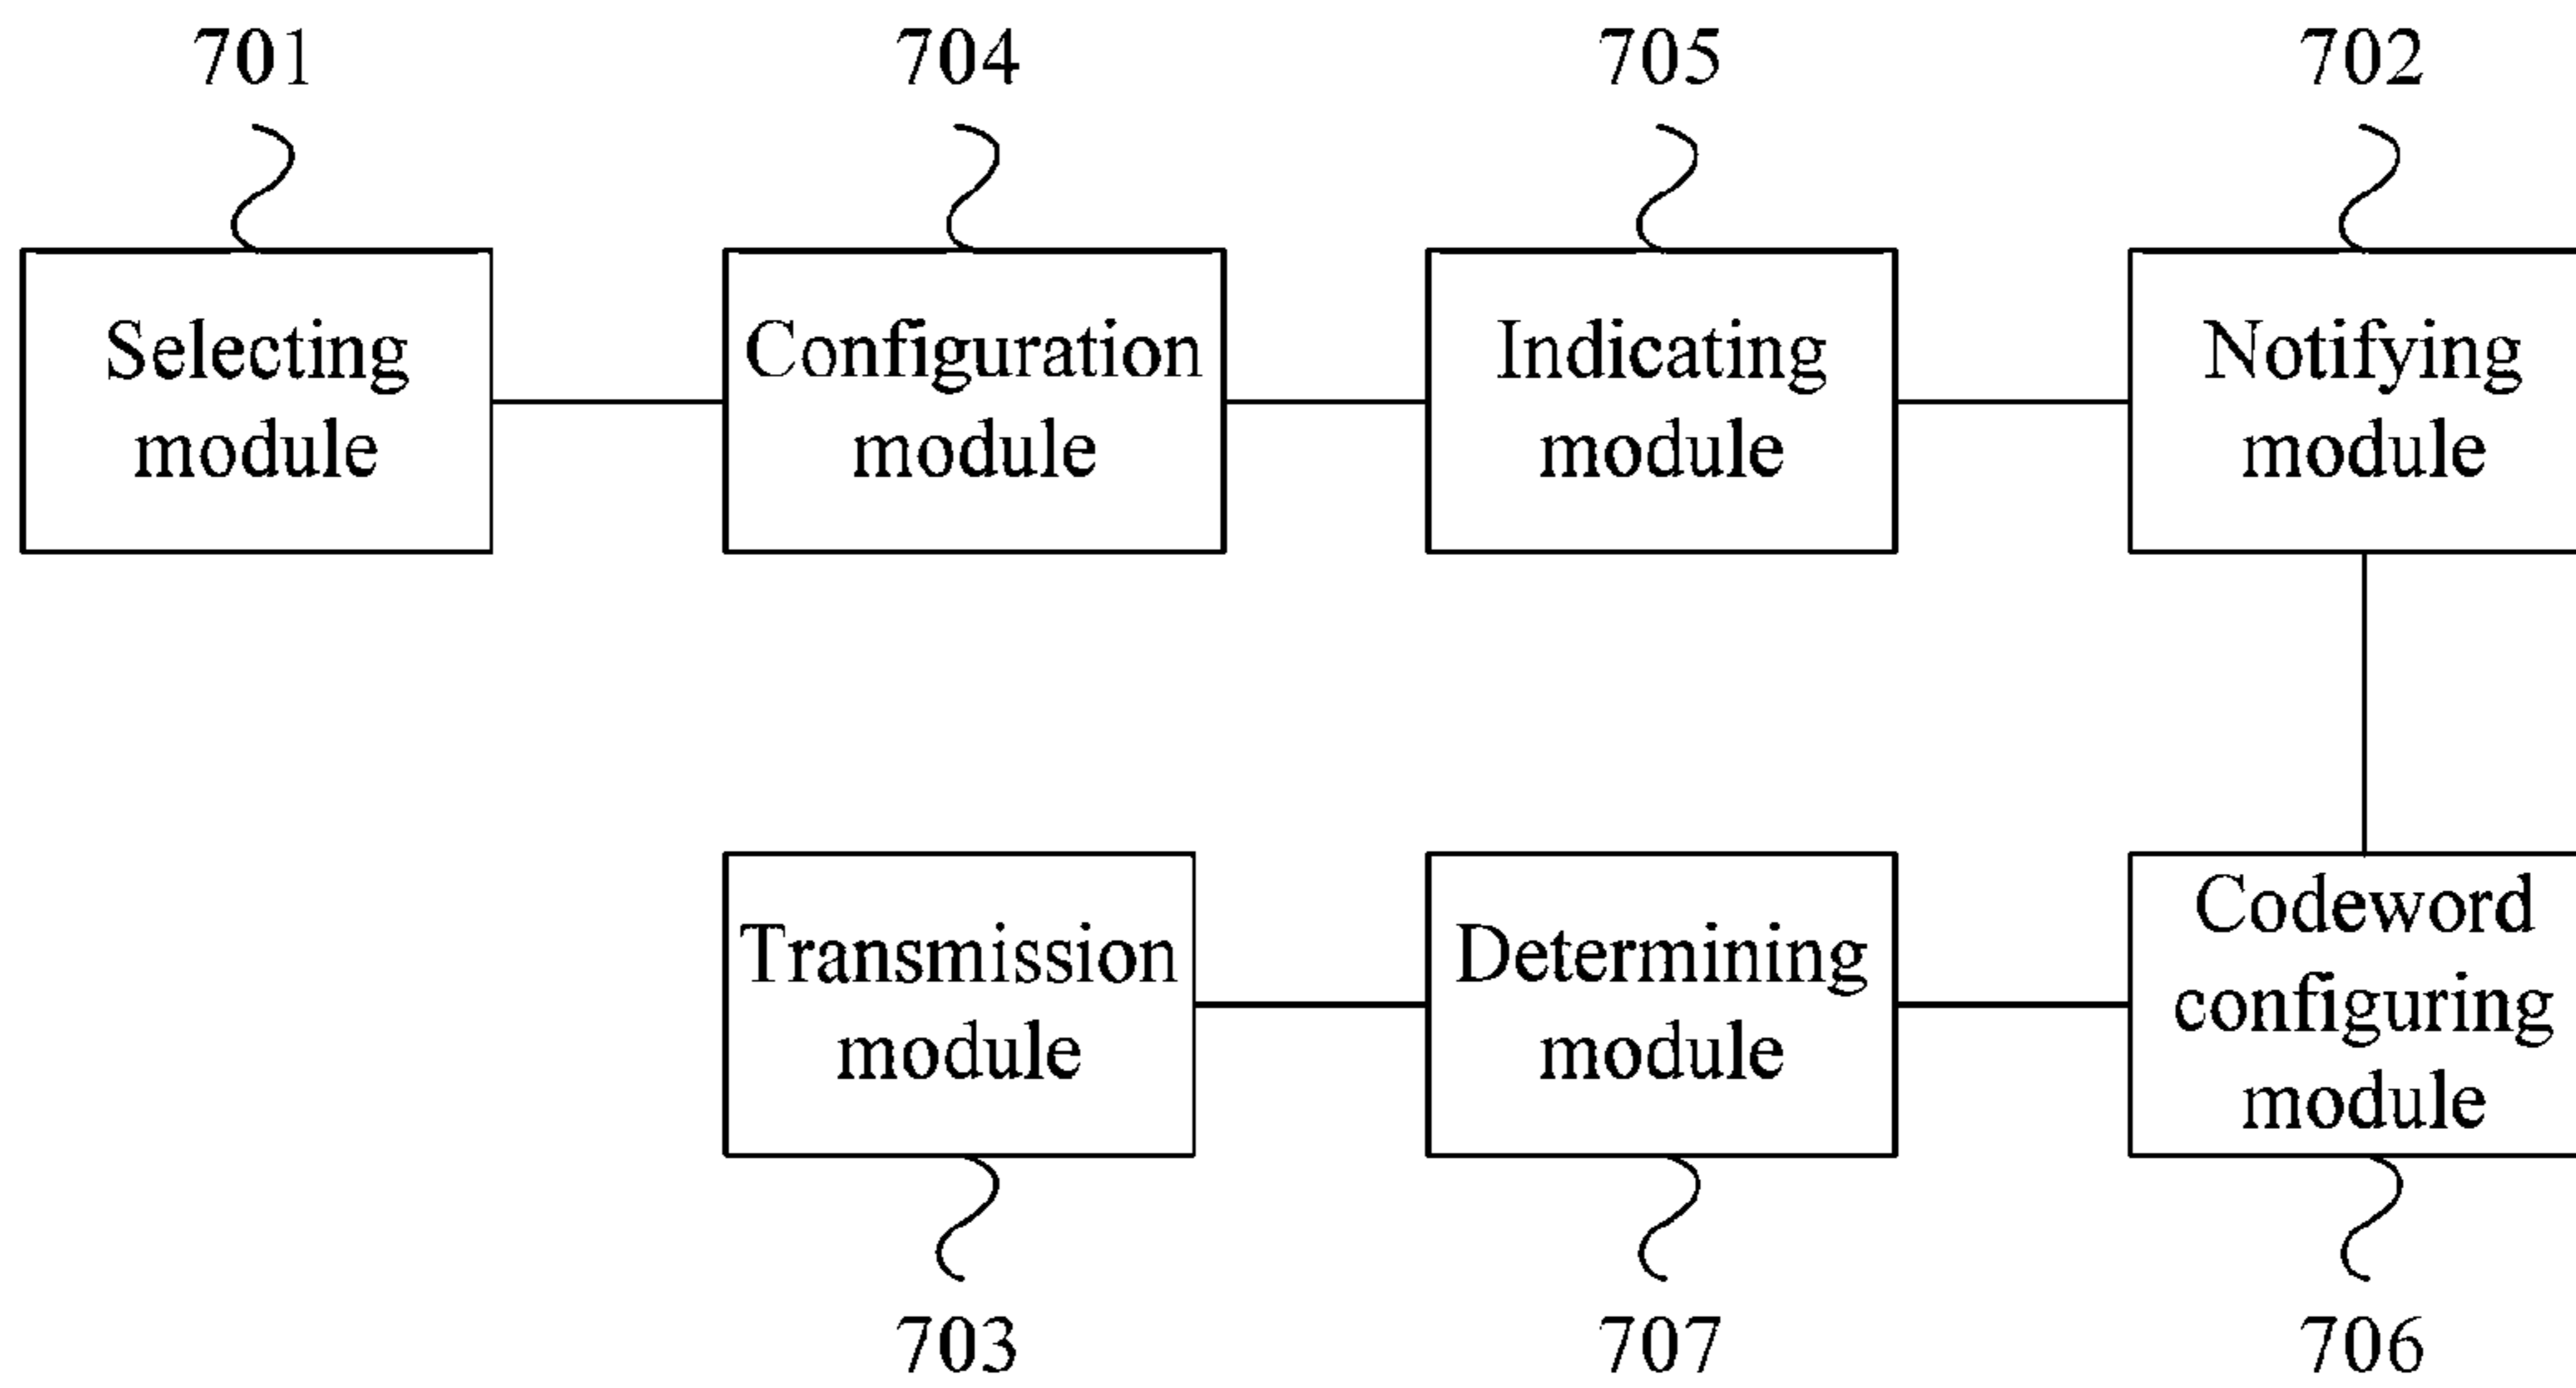 701
704
705
702
Selecting
module
Configuration
module
Indicating
module
Notifying
module
Transmission
module
Determining
module
Codeword
configuring
module
703
707
706